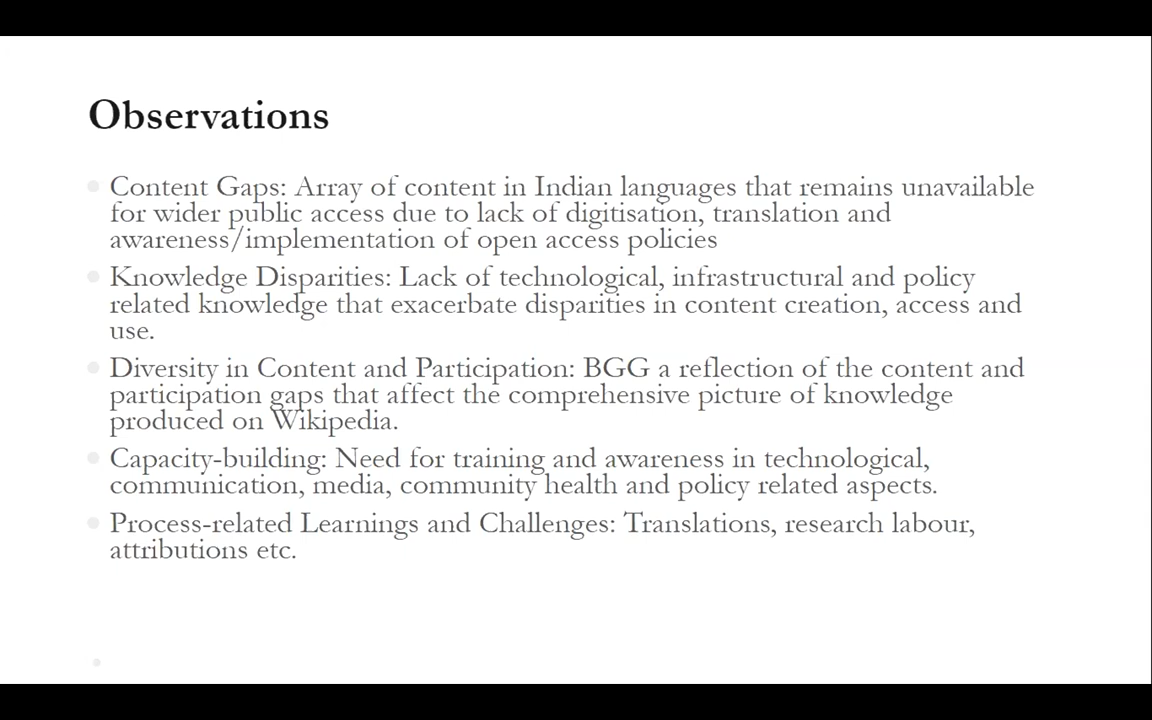 Observations
Content Gaps: Array of content in Indian languages that remains unavailable
for wider public access due to lack of digitisation, translation and
awareness/implementation of open access policies
Knowledge Disparities: Lack of technological, infrastructural and policy
related knowledge that exacerbate disparities in content creation, access and
use.
Diversity in Content and Participation: BGG a reflection of the content and
participation gaps that affect the comprehensive picture of knowledge
produced on Wikipedia.
Capacity-building: Need for training and awareness in technological,
communication, media, community health and policy related aspects.
Process-related Learnings and Challenges: Translations, research labour,
attributions etc.